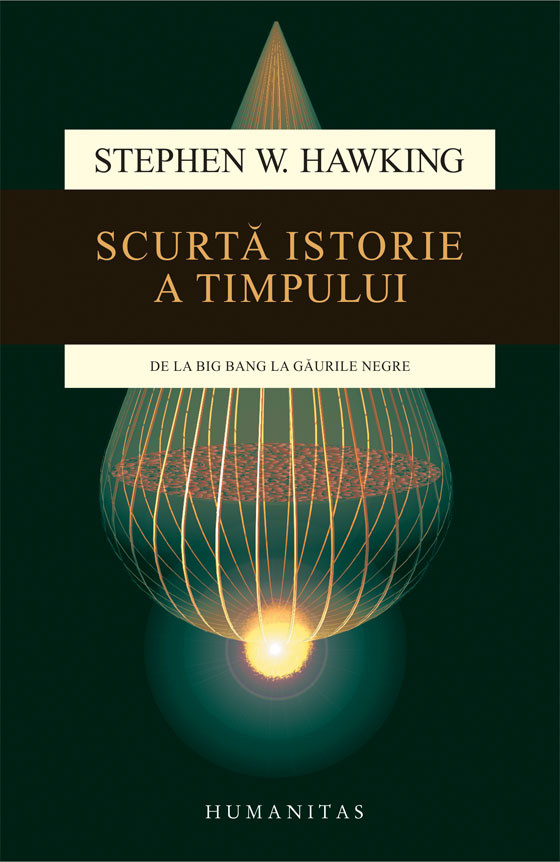 STEPHEN W. HAWKING
SCURTĂ ISTORIE
A TIMPULUI
DE LA BIG BANG LA GĂURILE NEGRE
HUMANITAS